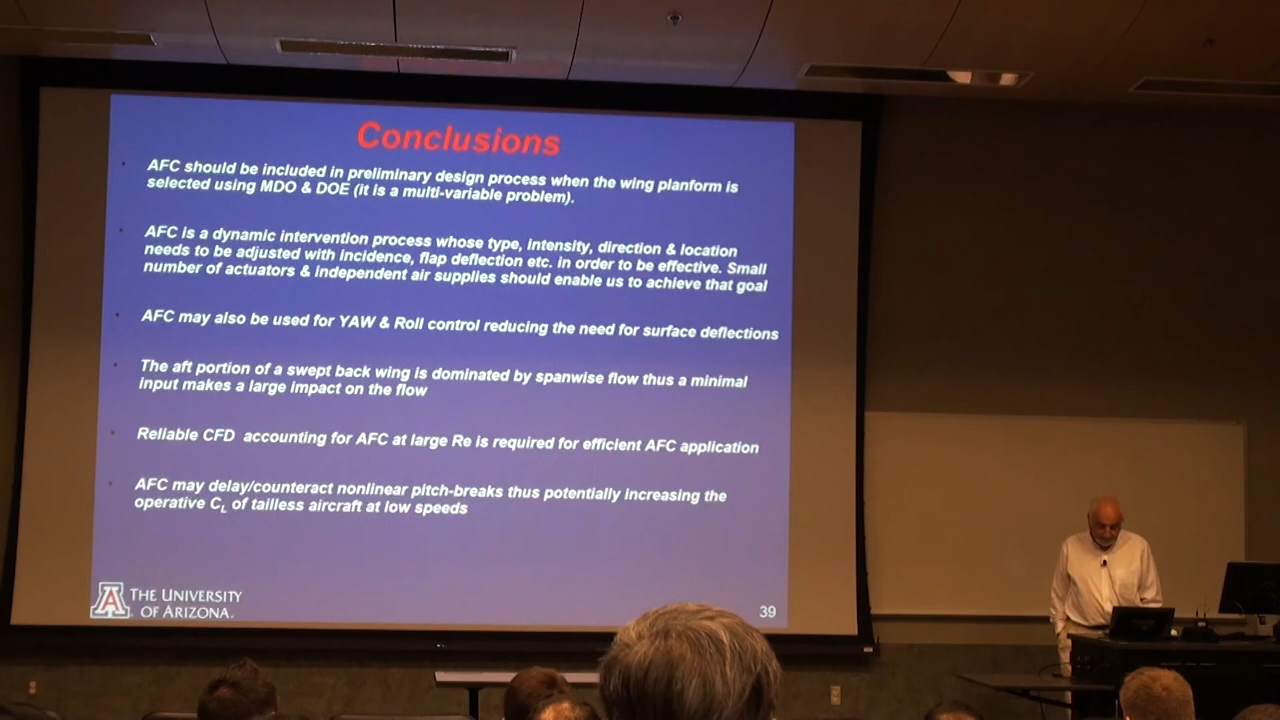 Conclusions
AFC should be included in preliminary design process when the wing planform is
selected using MDO & DOE (it is a multi-variable problem).
AFC is a dynamic intervention process whose type, intensity, direction & location
needs to be adjusted with incidence, flap deflection etc. in order to be effective. Small
number of actuators & independent air supplies should enable us to achieve that goal
AFC may also be used for YAW & Roll control reducing the need for surface deflections
The aft portion of a swept back wing is dominated by spanwise flow thus a minimal
input makes a large impact on the flow
Reliable CFD accounting for AFC at large Re is required for efficient AFC application
AFC may delay/counteract nonlinear pitch-breaks thus potentially increasing the
operative CL of tailless aircraft at low speeds
A THE UNIVERSITY
OF ARIZONA.
39